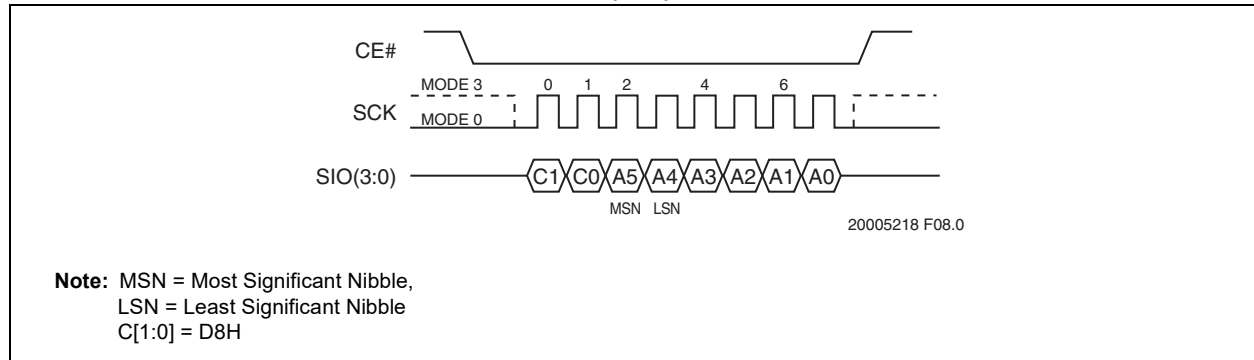 CE#
MODE 3 0 1 2 4 6
SCK
MODE 0
SIO(3:0) C1 C0 A5 A4 A3 A2 A1 A0
MSN LSN
20005218 F08.0
Note: MSN = Most Significant Nibble,
LSN = Least Significant Nibble
C[1:0] = D8H